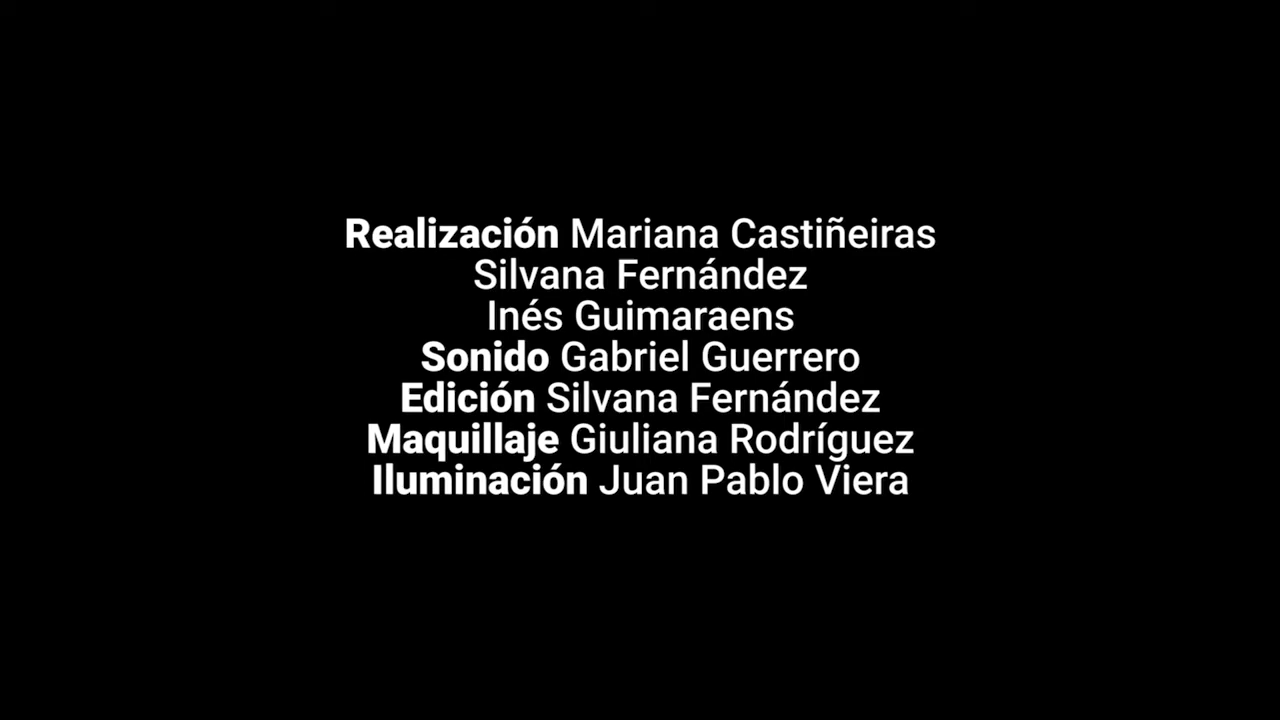 Realización Mariana Castiñeiras
Silvana Fernández
Inés Guimaraens
Sonido Gabriel Guerrero
Edición Silvana Fernández
Maquillaje Giuliana Rodríguez
Iluminación Juan Pablo Viera